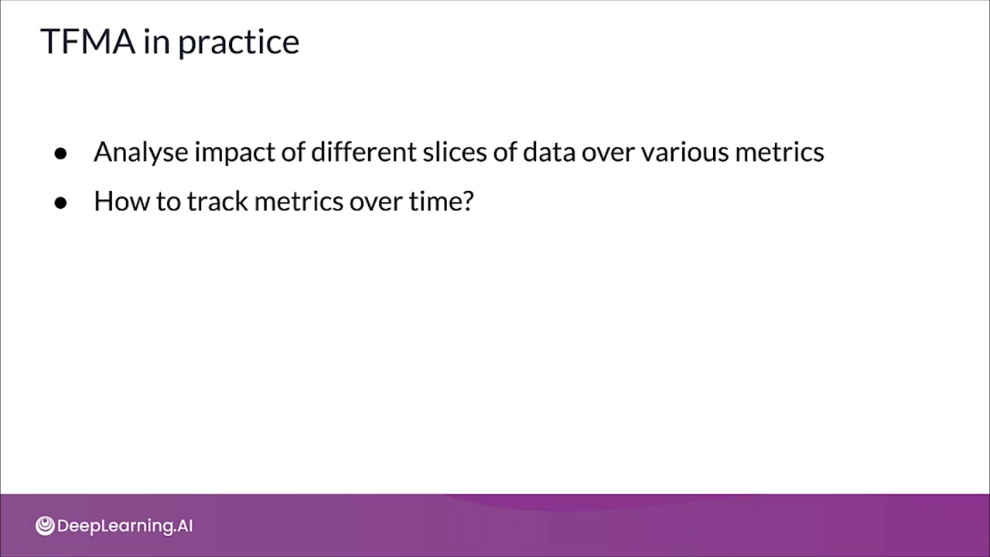 TFMA in practice
● Analyse impact of different slices of data over various metrics
● How to track metrics over time?
DeepLearning.AI